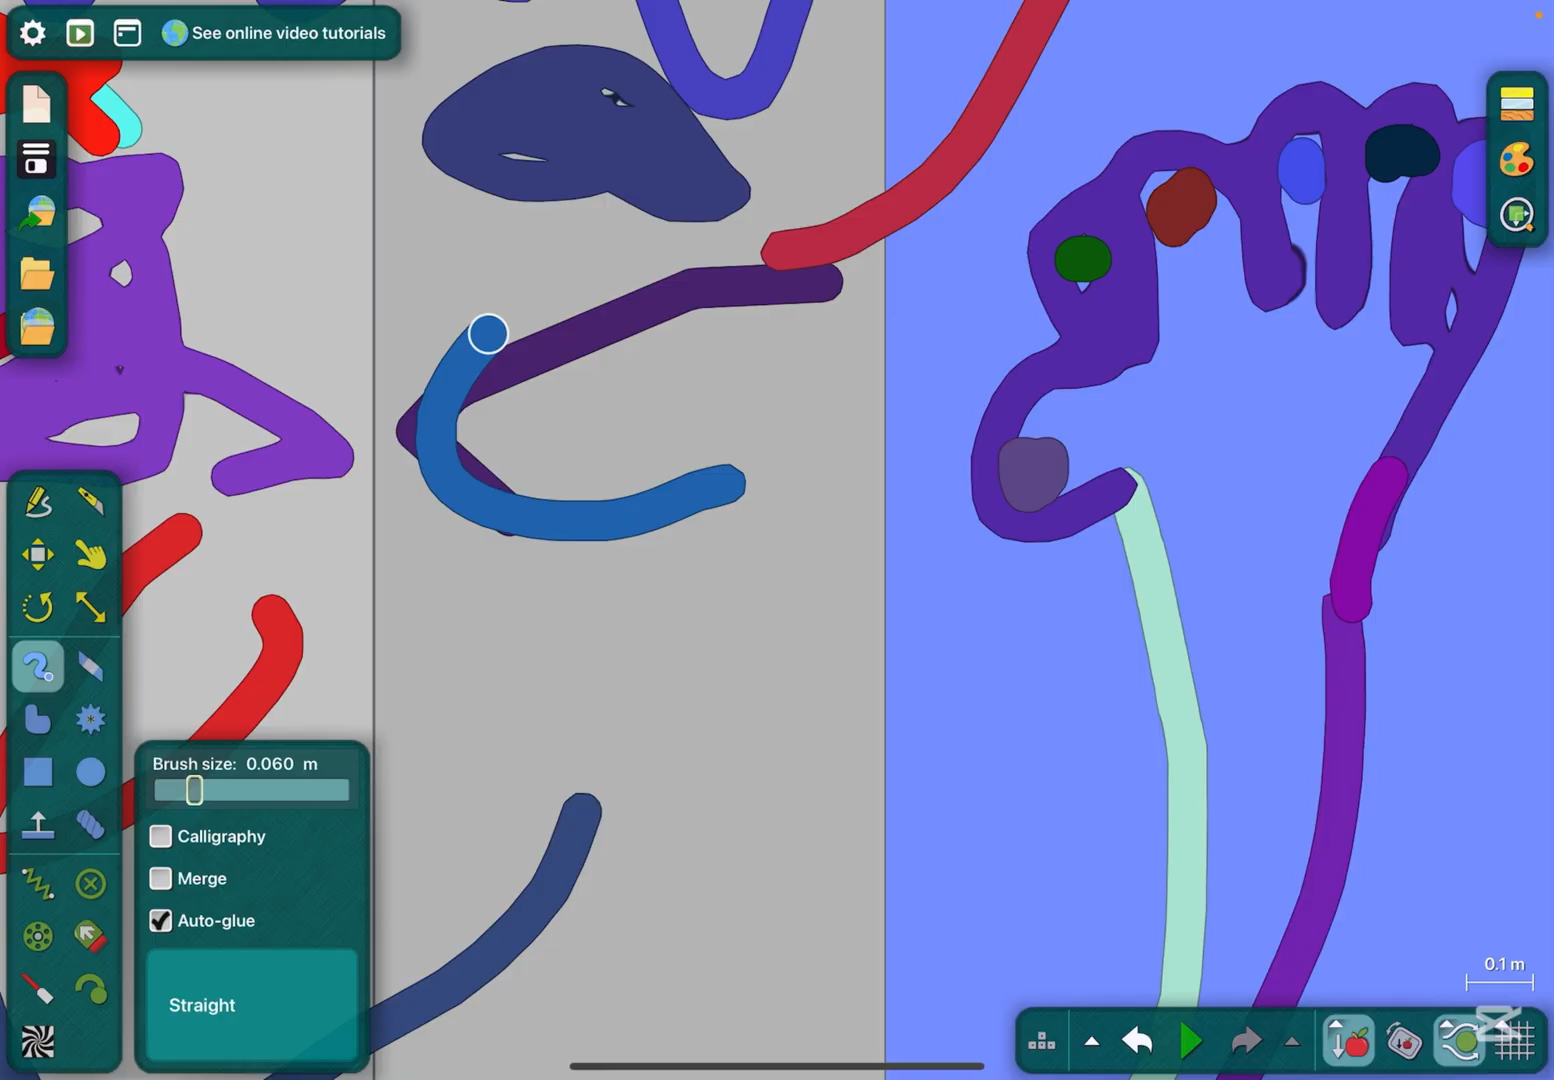 See online video tutorials
Brush size: 0.060 m
Calligraphy
Merge
Auto-glue
Straight
0.1 m